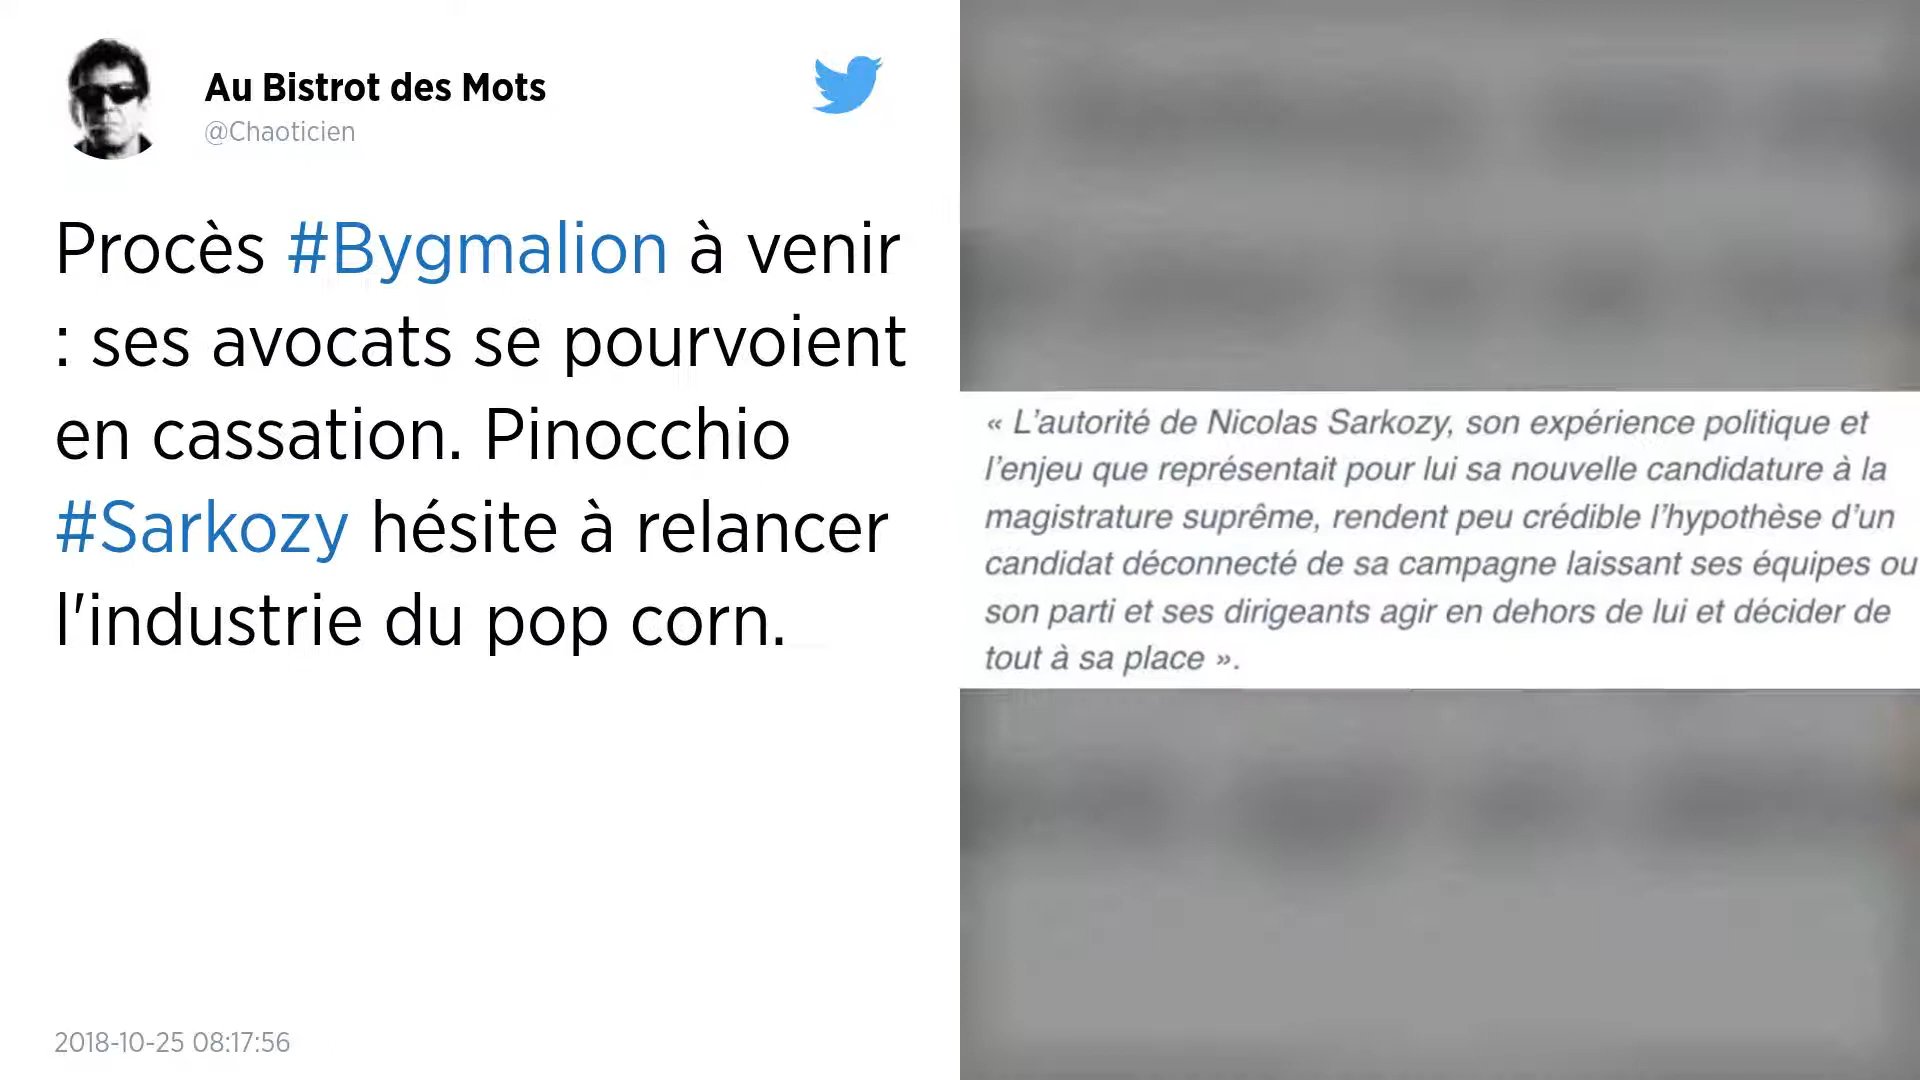 Au Bistrot des Mots
@Chaoticien
Procès #Bygmalion à venir
: ses avocats se pourvoient
en cassation. Pinocchio
#Sarkozy hésite à relancer
l'industrie du pop corn.
2018-10-25 08:17:56
« L’autorité de Nicolas Sarkozy, son expérience politique et
l’enjeu que représentait pour lui sa nouvelle candidature à la
magistrature suprême, rendent peu crédible l’hypothèse d’un
candidat déconnecté de sa campagne laissant ses équipes ou
son parti et ses dirigeants agir en dehors de lui et décider de
tout à sa place ».